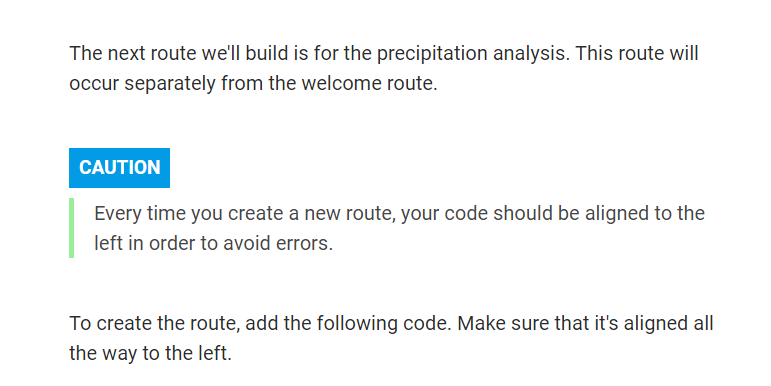 The next route we'll build is for the precipitation analysis. This route will
occur separately from the welcome route.
CAUTION
Every time you create a new route, your code should be aligned to the
left in order to avoid errors.
To create the route, add the following code. Make sure that it's aligned all
the way to the left.